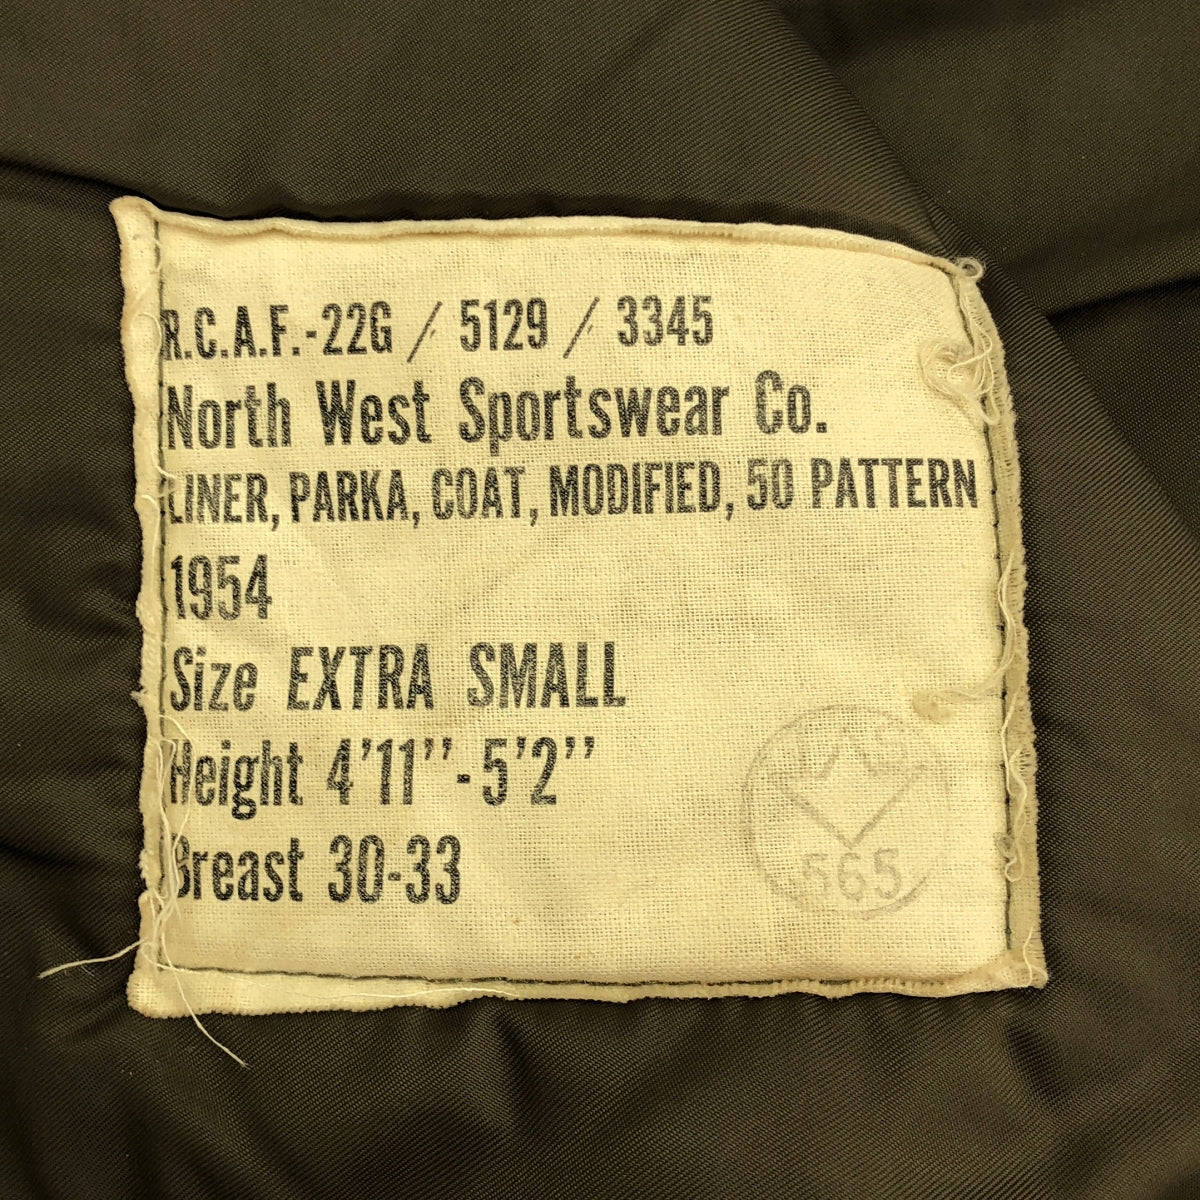 R.C.A.F.-22G / 5129 / 3345
North West Sportswear Co.
LINER, PARKA, COAT, MODIFIED, 50 PATTERN
1954
Size EXTRA SMALL
Height 4'11''-5'2''
Breast 30-33
565